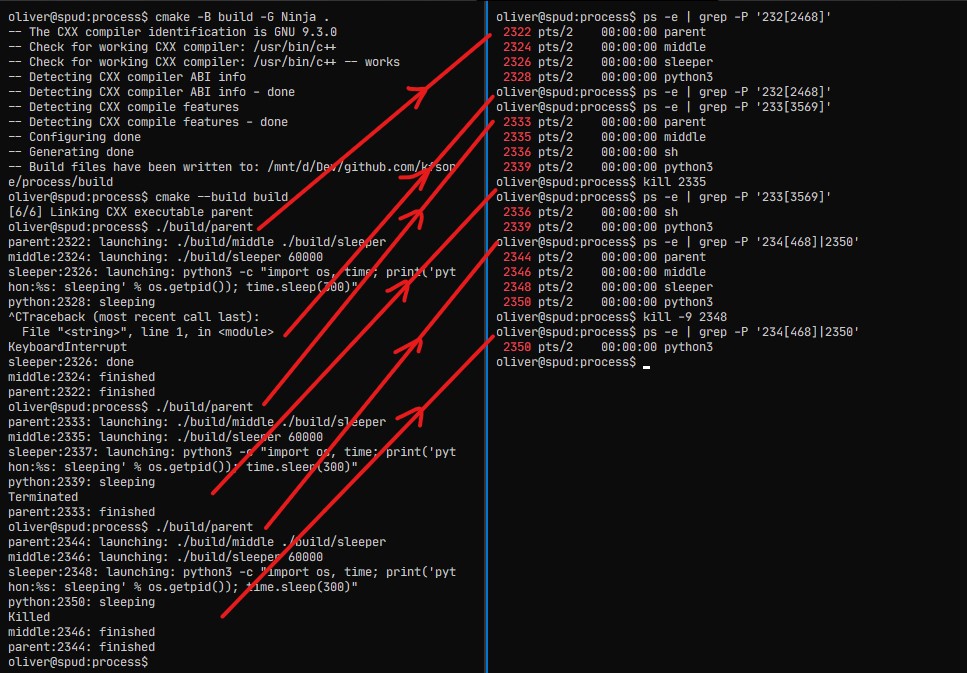 oliver@spud:process$ cmake -B build -G Ninja .
-- The CXX compiler identification is GNU 9.3.0
-- Check for working CXX compiler: /usr/bin/c++
-- Check for working CXX compiler: /usr/bin/c++ -- works
-- Detecting CXX compiler ABI info
-- Detecting CXX compiler ABI info - done
-- Detecting CXX compile features
-- Detecting CXX compile features - done
-- Configuring done
-- Generating done
-- Build files have been written to: /mnt/d/Dev/github.com/kfson
e/process/build
oliver@spud:process$ cmake --build build
[6/6] Linking CXX executable parent
oliver@spud:process$ ./build/parent
parent:2322: launching: ./build/middle ./build/sleeper
middle:2324: launching: ./build/sleeper 60000
sleeper:2326: launching: python3 -c "import os, time; print('pyt
hon:%s: sleeping' % os.getpid()); time.sleep(300)"
python:2328: sleeping
^CTraceback (most recent call last):
  File "<string>", line 1, in <module>
KeyboardInterrupt
sleeper:2326: done
middle:2324: finished
parent:2322: finished
oliver@spud:process$ ./build/parent
parent:2333: launching: ./build/middle ./build/sleeper
middle:2335: launching: ./build/sleeper 60000
sleeper:2337: launching: python3 -c "import os, time; print('pyt
hon:%s: sleeping' % os.getpid()); time.sleep(300)"
python:2339: sleeping
Terminated
parent:2333: finished
oliver@spud:process$ ./build/parent
parent:2344: launching: ./build/middle ./build/sleeper
middle:2346: launching: ./build/sleeper 60000
sleeper:2348: launching: python3 -c "import os, time; print('pyt
hon:%s: sleeping' % os.getpid()); time.sleep(300)"
python:2350: sleeping
Killed
middle:2346: finished
parent:2344: finished
oliver@spud:process$
oliver@spud:process$ ps -e | grep -P '232[2468]'
 2322 pts/2    00:00:00 parent
 2324 pts/2    00:00:00 middle
 2326 pts/2    00:00:00 sleeper
 2328 pts/2    00:00:00 python3
oliver@spud:process$ ps -e | grep -P '232[2468]'
oliver@spud:process$ ps -e | grep -P '233[3569]'
 2333 pts/2    00:00:00 parent
 2335 pts/2    00:00:00 middle
 2336 pts/2    00:00:00 sh
 2339 pts/2    00:00:00 python3
oliver@spud:process$ kill 2335
oliver@spud:process$ ps -e | grep -P '233[3569]'
 2336 pts/2    00:00:00 sh
 2339 pts/2    00:00:00 python3
oliver@spud:process$ ps -e | grep -P '234[468]|2350'
 2344 pts/2    00:00:00 parent
 2346 pts/2    00:00:00 middle
 2348 pts/2    00:00:00 sleeper
 2350 pts/2    00:00:00 python3
oliver@spud:process$ kill -9 2348
oliver@spud:process$ ps -e | grep -P '234[468]|2350'
 2350 pts/2    00:00:00 python3
oliver@spud:process$